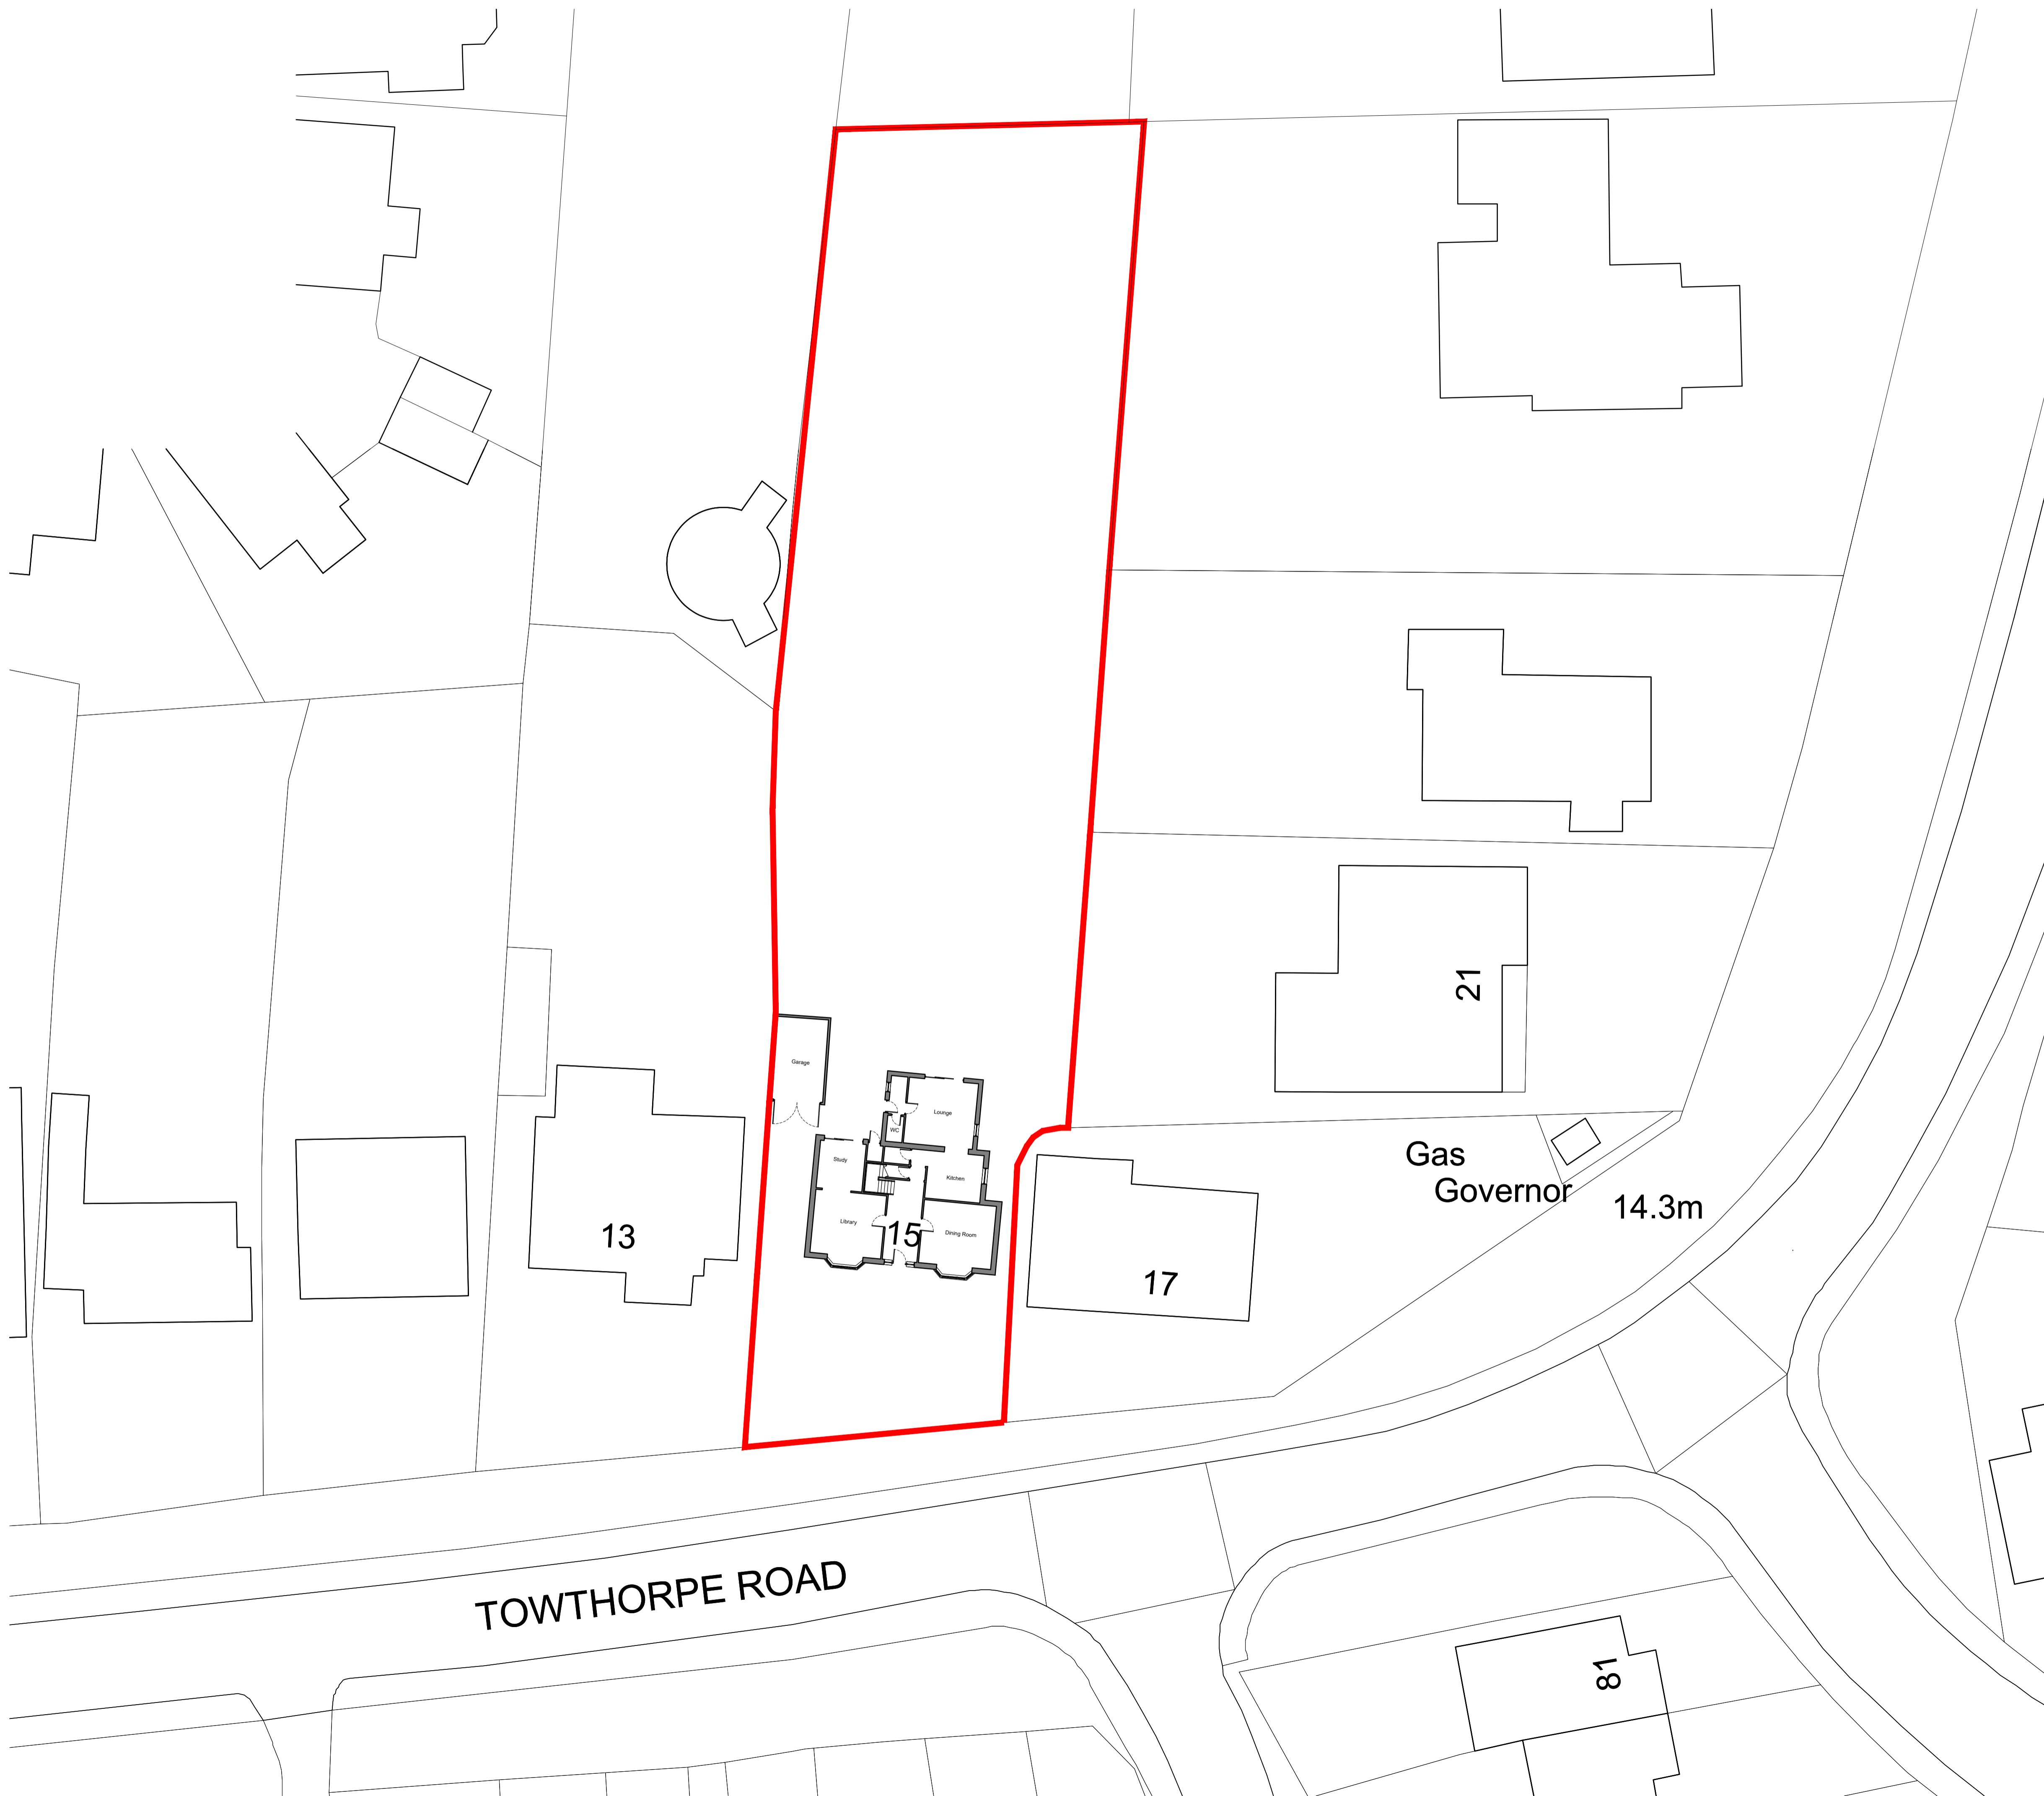 21
Garage
Lounge
WC
Study
Kitchen
Library
15
Dining Room
13
17
Gas
Governor
14.3m
TOWTHORPE ROAD
81